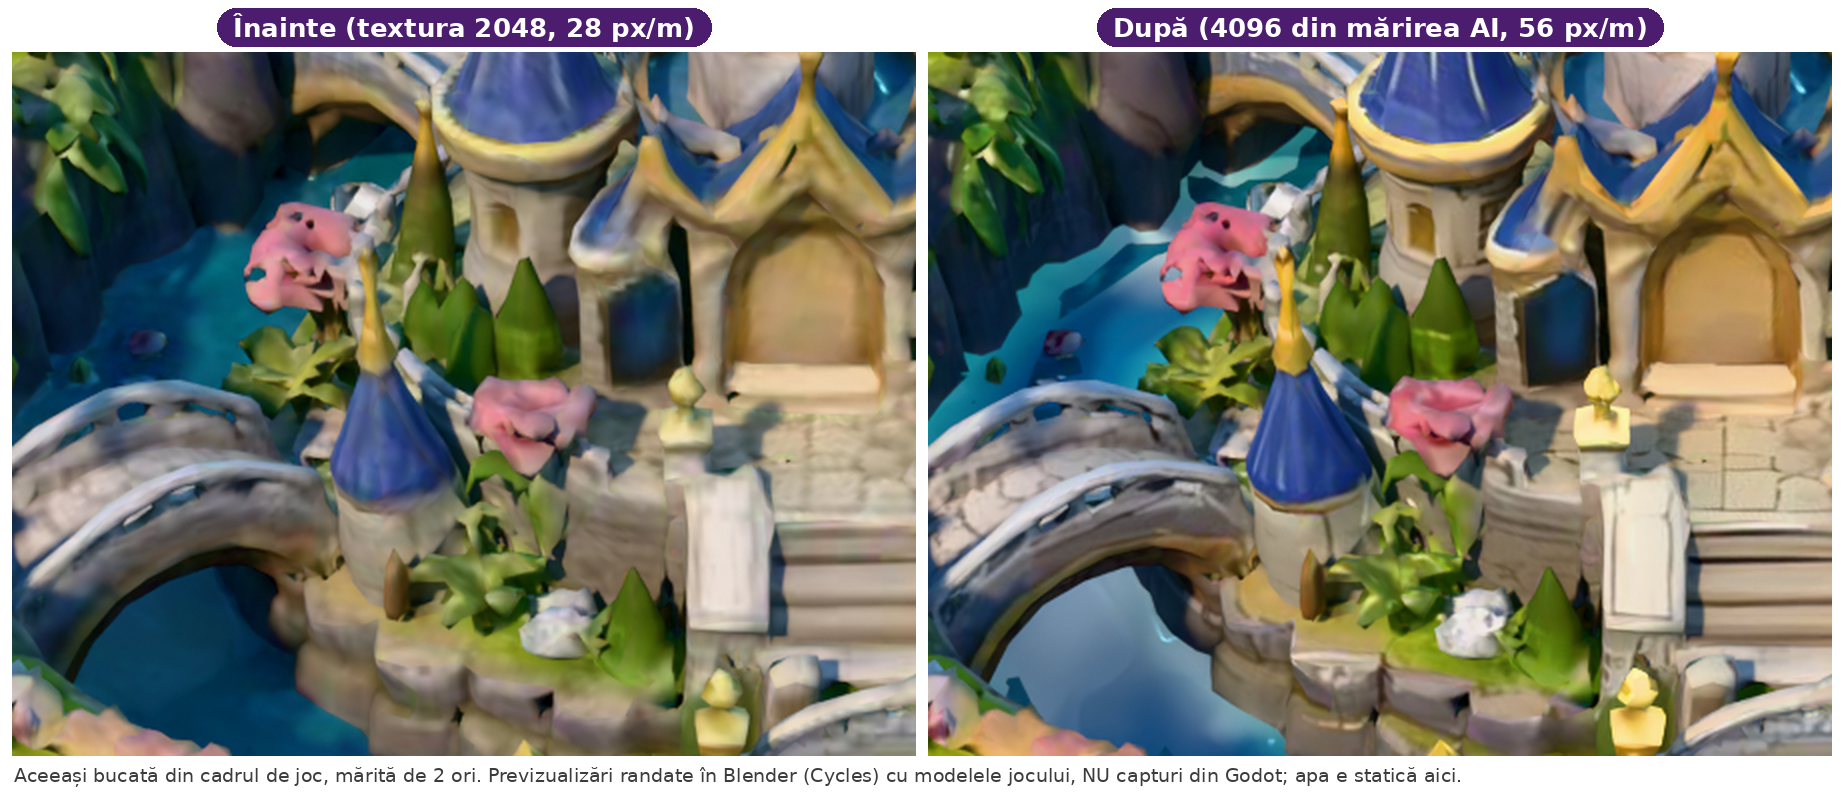 Înainte (textura 2048, 28 px/m)
După (4096 din mărirea AI, 56 px/m)
Aceeași bucată din cadrul de joc, mărită de 2 ori. Previzualizări randate în Blender (Cycles) cu modelele jocului, NU capturi din Godot; apa e statică aici.